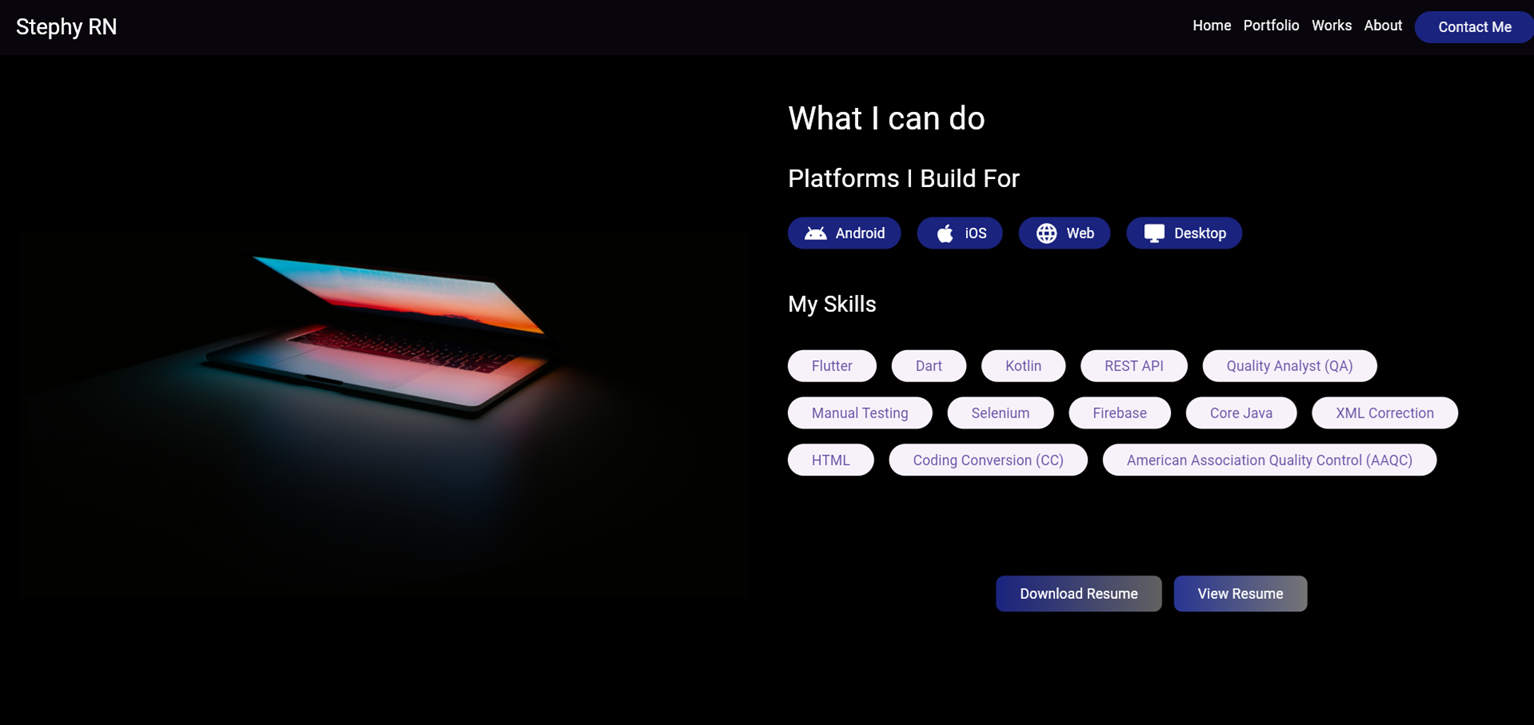 Stephy RN
Home Portfolio Works About Contact Me
What I can do
Platforms I Build For
Android iOS Web Desktop
My Skills
Flutter Dart Kotlin REST API Quality Analyst (QA)
Manual Testing Selenium Firebase Core Java XML Correction
HTML Coding Conversion (CC) American Association Quality Control (AAQC)
Download Resume View Resume